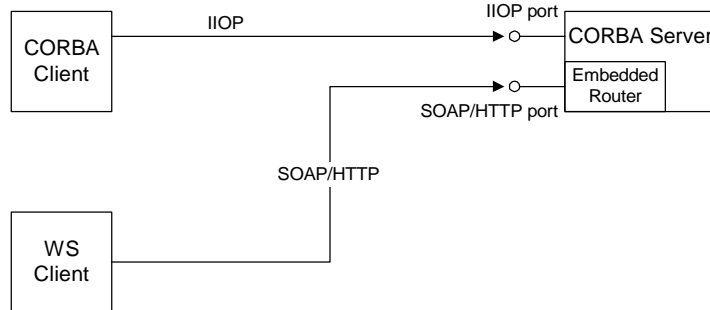 IIOP port
IIOP
CORBA
Client
CORBA Server
Embedded
Router
SOAP/HTTP port
SOAP/HTTP
WS
Client